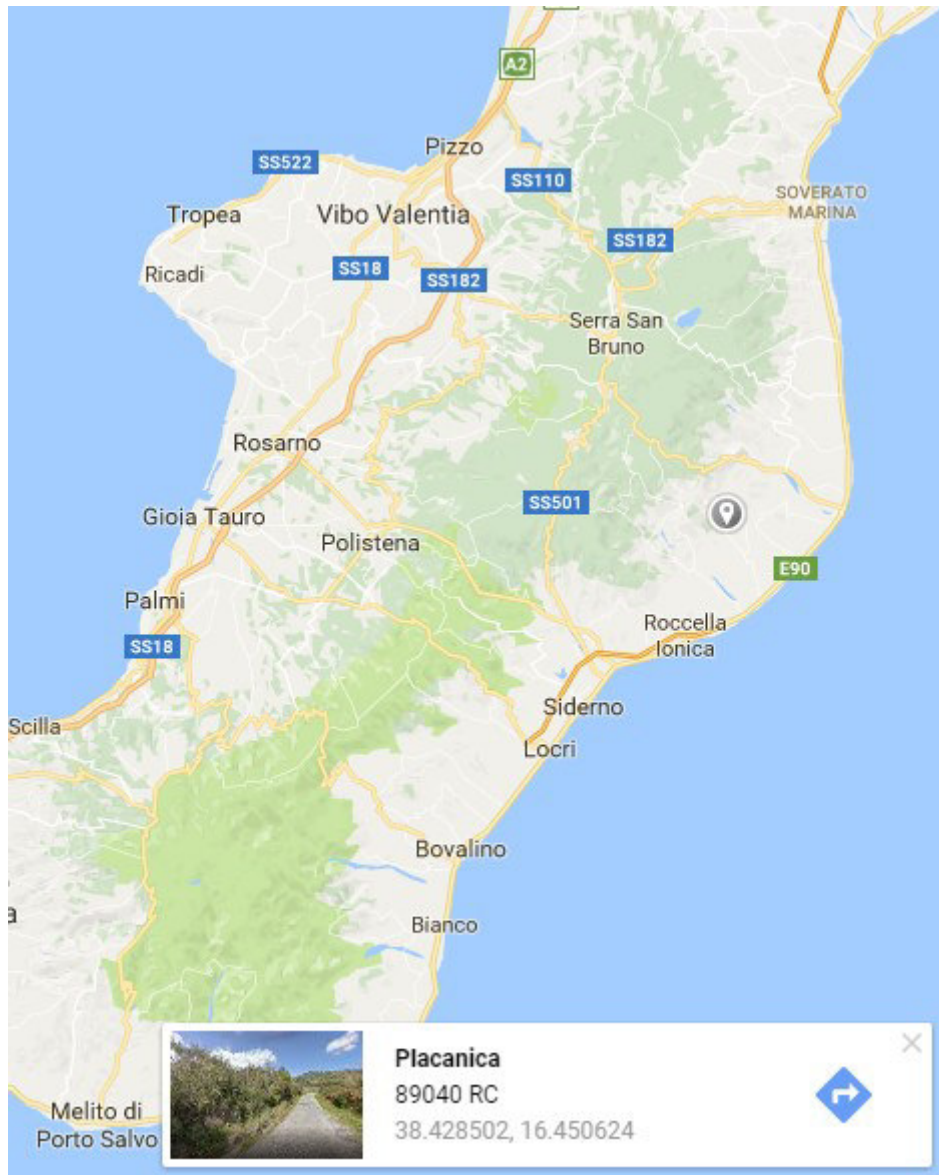 A2
Pizzo
SS522
SS110
SOVERATO
MARINA
Tropea
Vibo Valentia
SS182
Ricadi
SS18
SS182
Serra San
Bruno
Rosarno
SS501
Gioia Tauro
Polistena
E90
Palmi
Roccella
Ionica
SS18
Siderno
Scilla
Locri
Bovalino
a
Bianco
Placanica
89040 RC
38.428502, 16.450624
Melito di
Porto Salvo